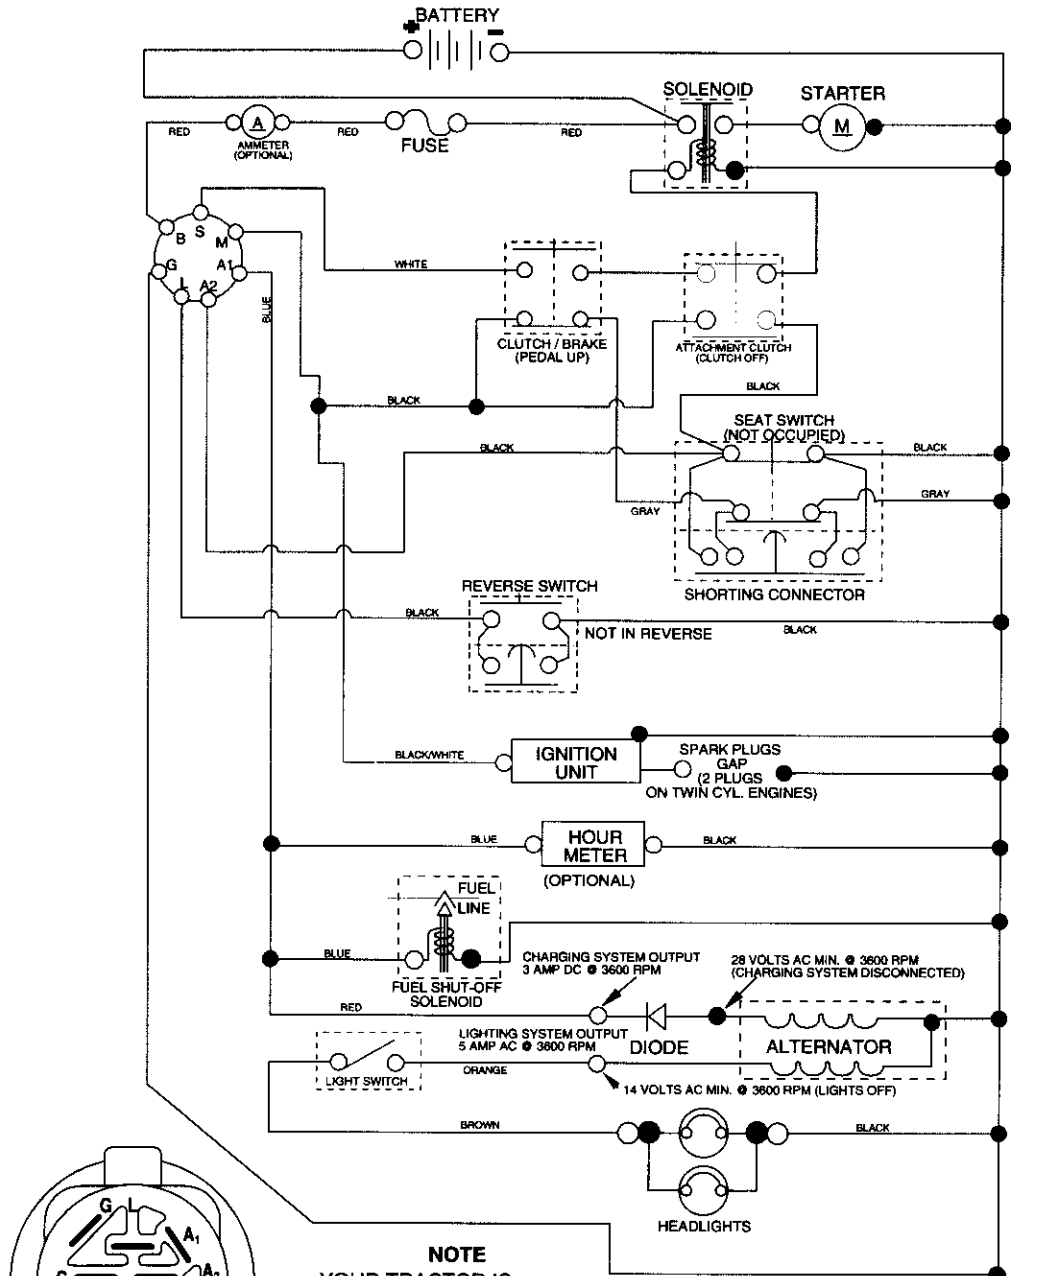 BATTERY
+ −
SOLENOID
STARTER
A
M
RED
AMMETER
(OPTIONAL)
RED
FUSE
RED
B
S
M
G
A1
L
A2
BLUE
WHITE
CLUTCH / BRAKE
(PEDAL UP)
ATTACHMENT CLUTCH
(CLUTCH OFF)
BLACK
BLACK
SEAT SWITCH
(NOT OCCUPIED)
BLACK
BLACK
GRAY
GRAY
SHORTING CONNECTOR
REVERSE SWITCH
BLACK
NOT IN REVERSE
BLACK
BLACK/WHITE
IGNITION
UNIT
SPARK PLUGS
GAP
(2 PLUGS
ON TWIN CYL. ENGINES)
BLUE
HOUR
METER
BLACK
(OPTIONAL)
FUEL
LINE
BLUE
FUEL SHUT-OFF
SOLENOID
CHARGING SYSTEM OUTPUT
3 AMP DC @ 3600 RPM
28 VOLTS AC MIN. @ 3600 RPM
(CHARGING SYSTEM DISCONNECTED)
RED
LIGHTING SYSTEM OUTPUT
5 AMP AC @ 3600 RPM
DIODE
ALTERNATOR
LIGHT SWITCH
ORANGE
14 VOLTS AC MIN. @ 3600 RPM (LIGHTS OFF)
BROWN
BLACK
HEADLIGHTS
G L
A1
A2
NOTE
YOUR TRACTOR IS